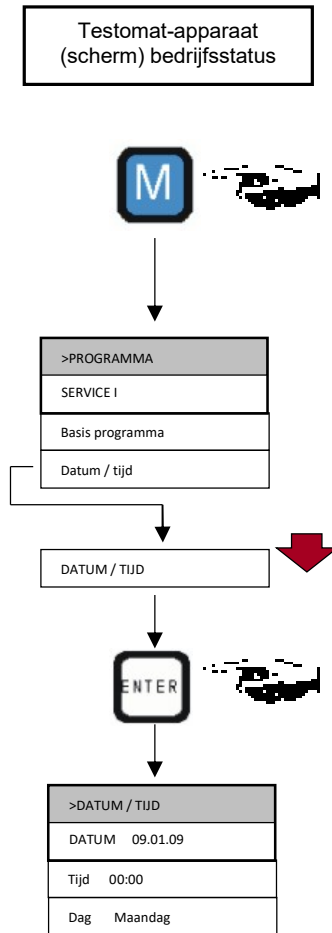 Testomat-apparaat
(scherm) bedrijfsstatus
M
>PROGRAMMA
SERVICE I
Basis programma
Datum / tijd
DATUM / TIJD
ENTER
>DATUM / TIJD
DATUM 09.01.09
Tijd 00:00
Dag Maandag